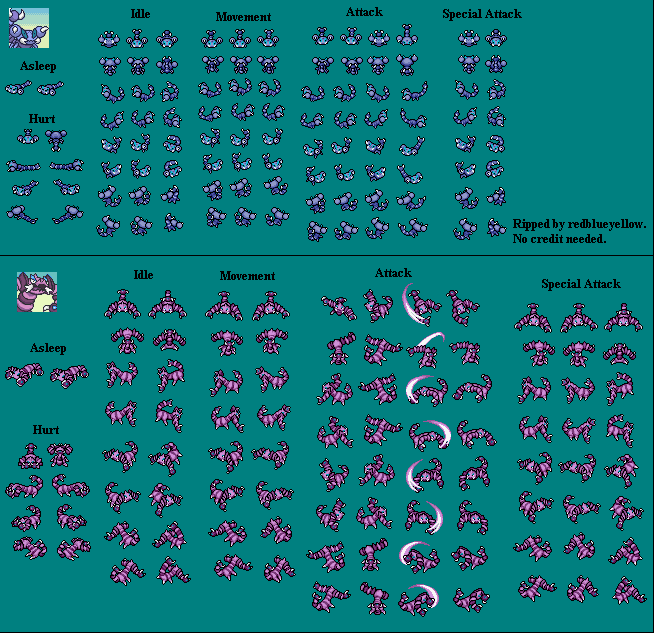 Idle
Movement
Attack
Special Attack
Asleep
Hurt
Ripped by redblueyellow.
No credit needed.
Idle
Movement
Attack
Special Attack
Asleep
Hurt